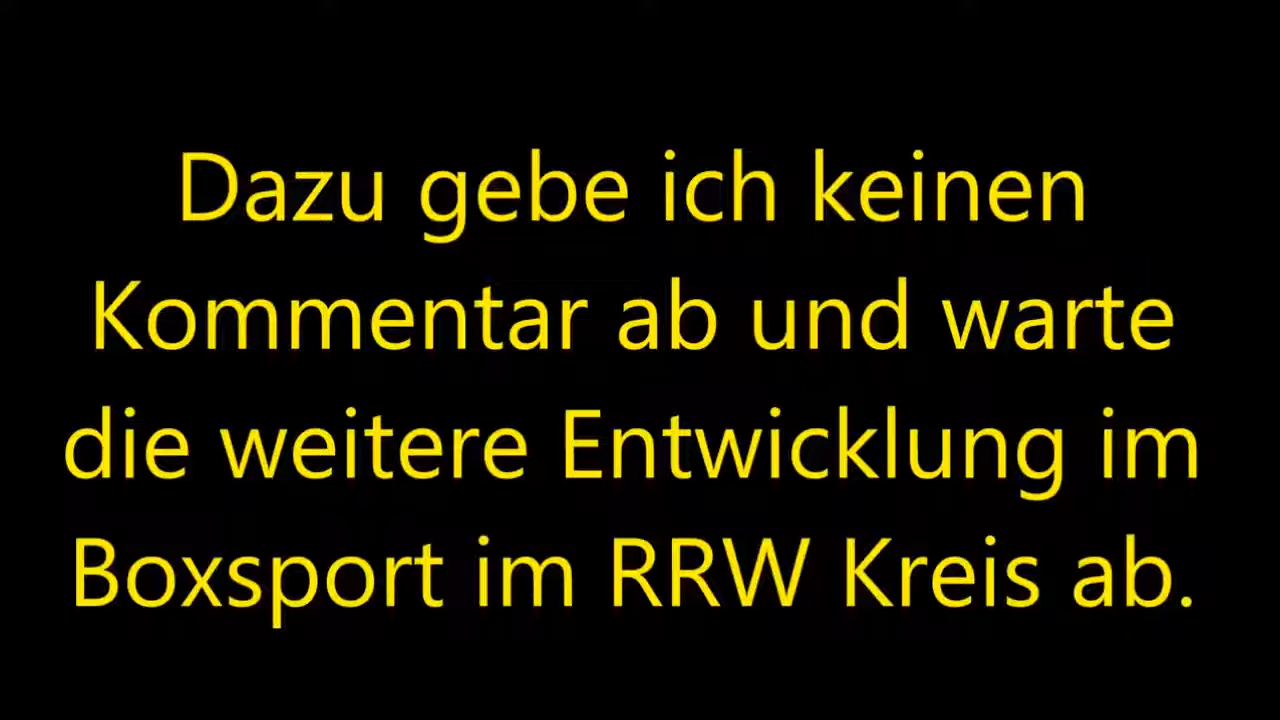 Dazu gebe ich keinen
Kommentar ab und warte
die weitere Entwicklung im
Boxsport im RRW Kreis ab.